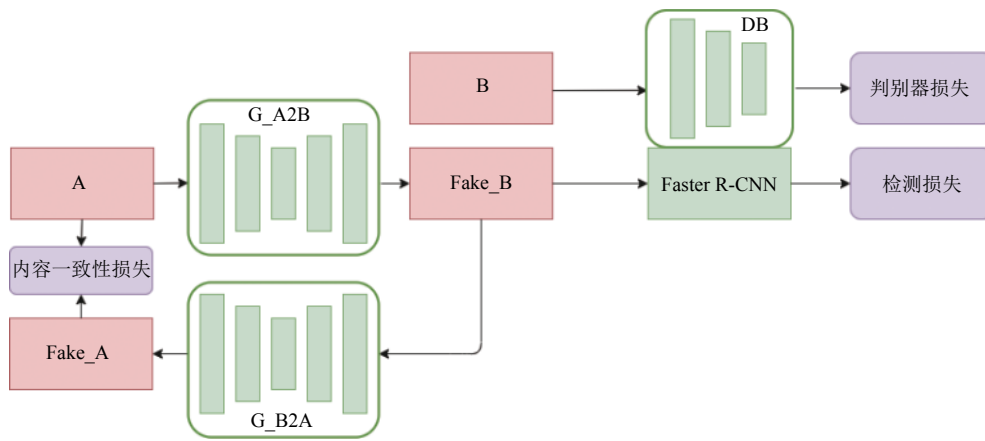 DB
B
判别器损失
G_A2B
A
Fake_B
Faster R-CNN
检测损失
内容一致性损失
Fake_A
G_B2A